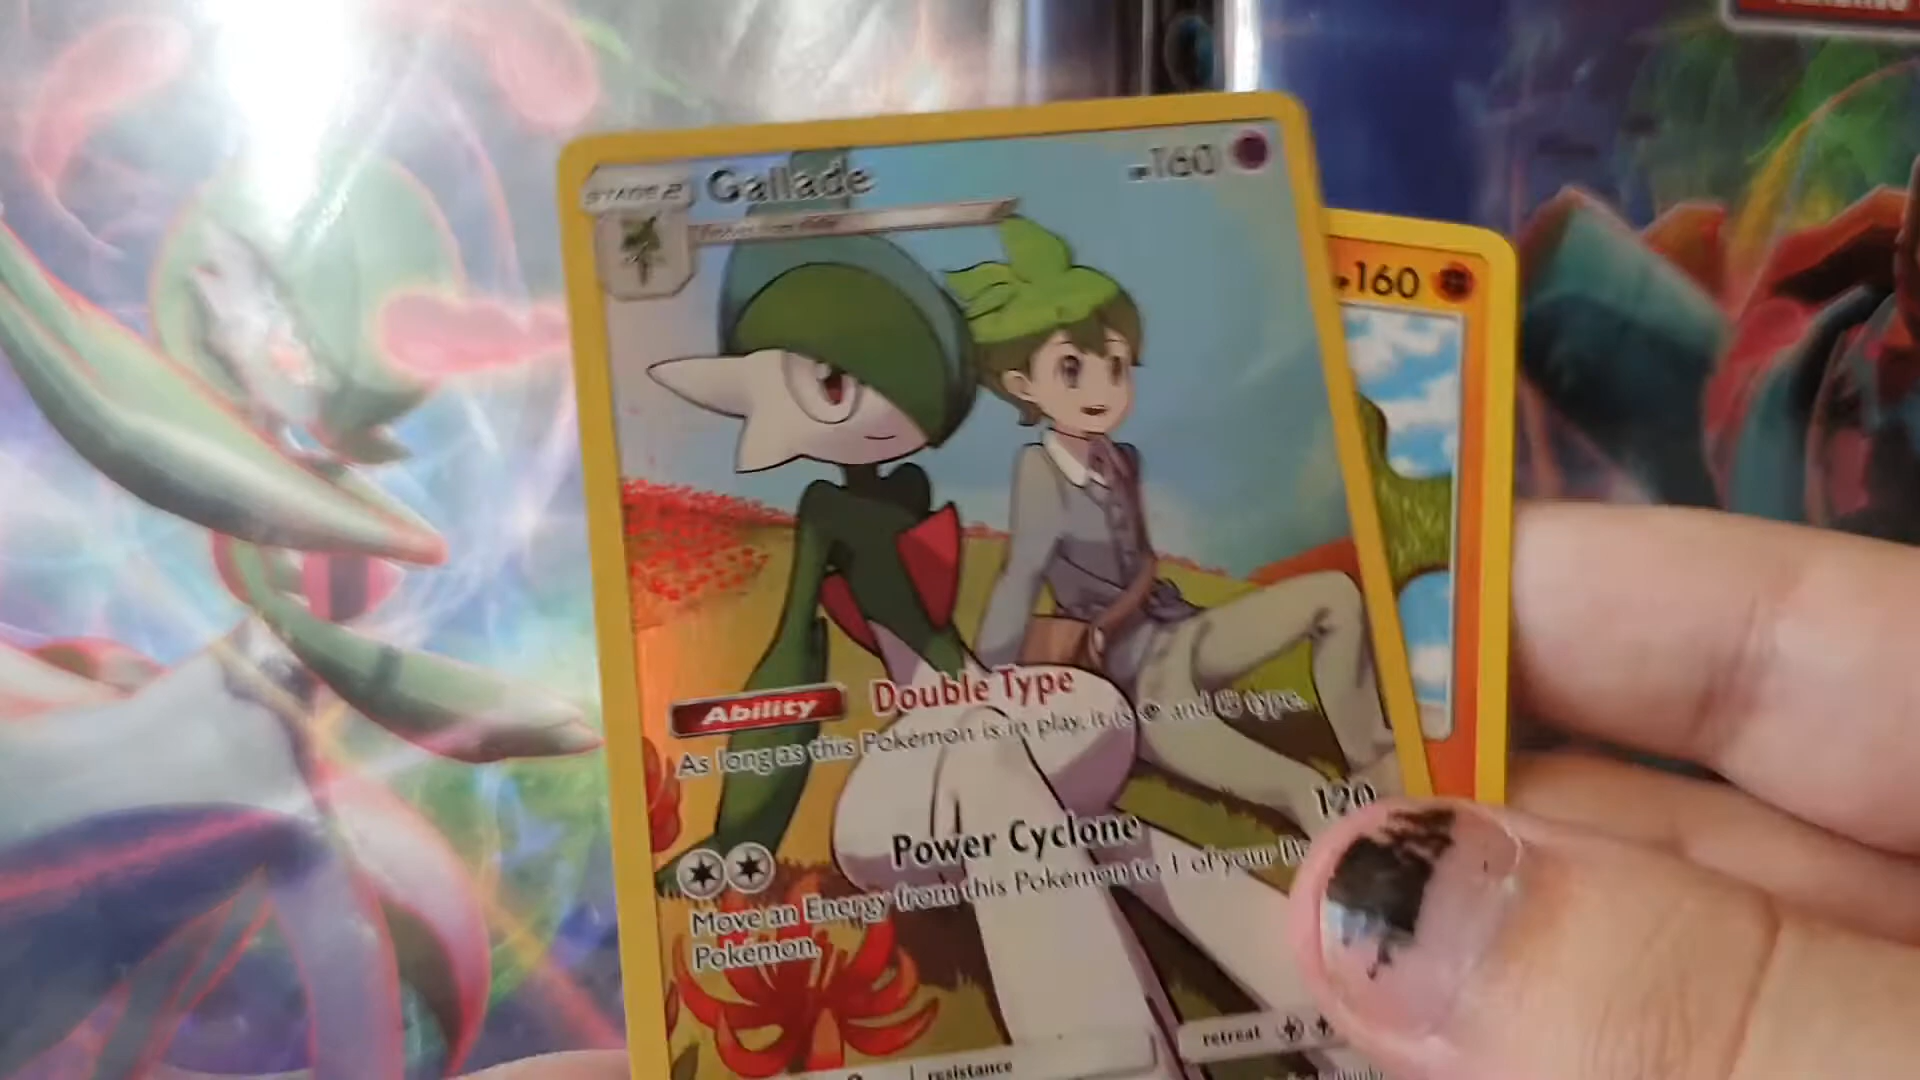 STAGE 2
Gallade
160
160
Ability Double Type
As long as this Pokémon is in play, it is and type.
Power Cyclone 120
Move an Energy from this Pokémon to 1 of your
Pokémon.
retreat
resistance